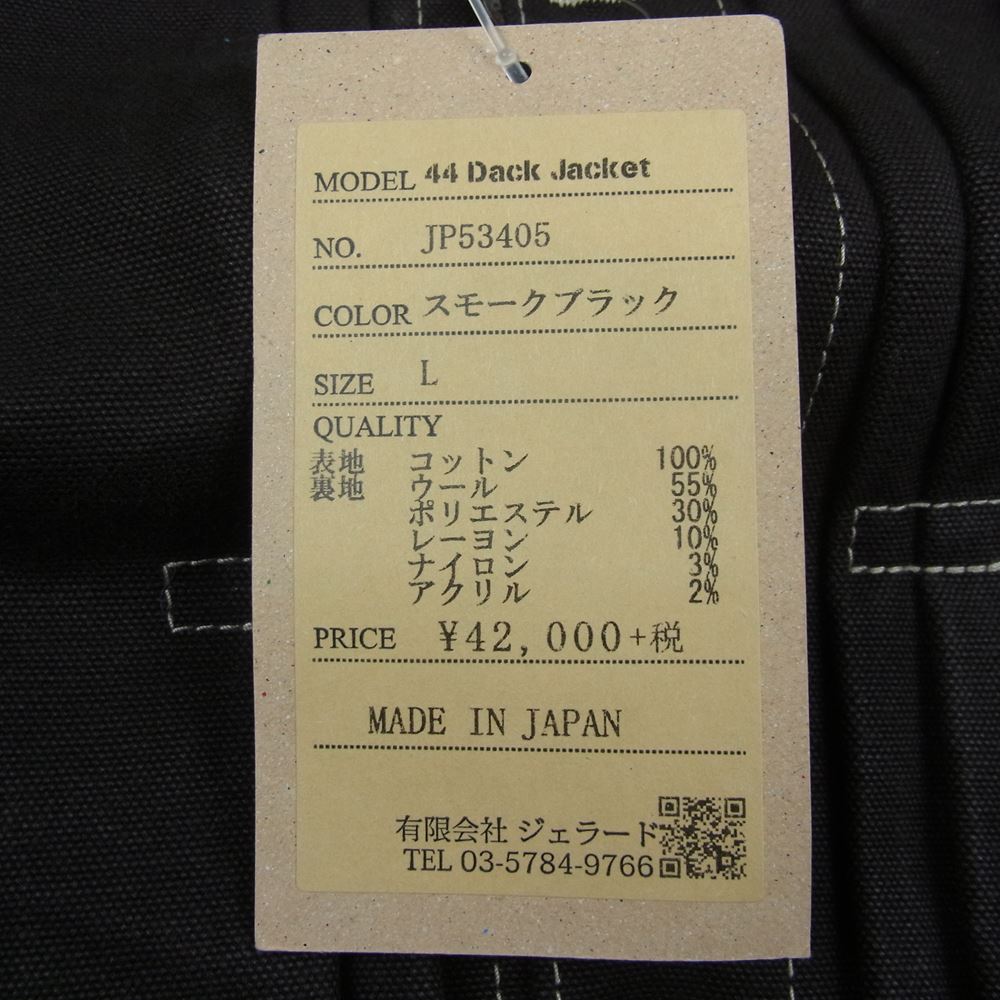 MODEL 44 Dack Jacket
NO. JP53405
COLOR スモークブラック
SIZE L
QUALITY
表地 コットン 100%
裏地 ウール 55%
ポリエステル 30%
レーヨン 10%
ナイロン 3%
アクリル 2%
PRICE ¥42,000+税
MADE IN JAPAN
有限会社 ジェラード
TEL 03-5784-9766